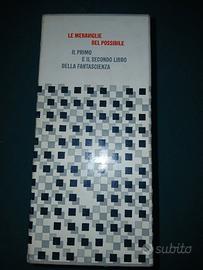 LE MERAVIGLIE
DEL POSSIBILE
IL PRIMO
E IL SECONDO LIBRO
DELLA FANTASCIENZA
subito